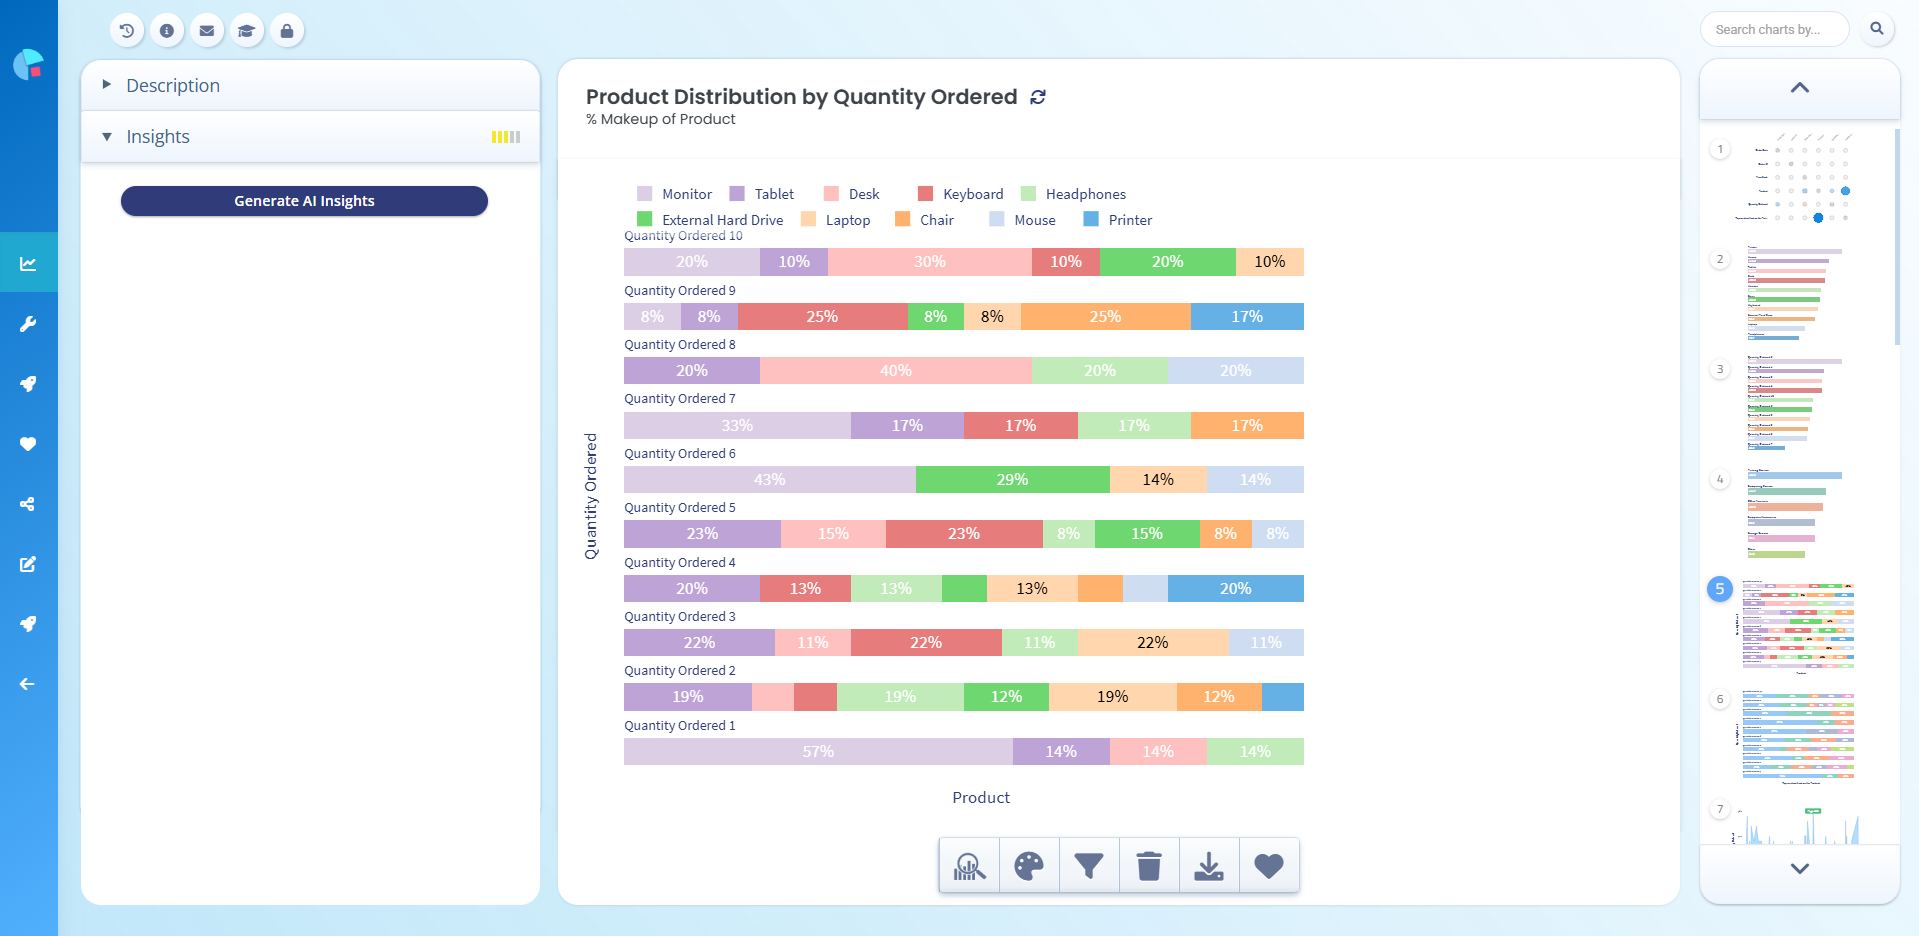 Search charts by...
Description
Insights
Generate AI Insights
Product Distribution by Quantity Ordered
% Makeup of Product
Monitor Tablet Desk Keyboard Headphones
External Hard Drive Laptop Chair Mouse Printer
Quantity Ordered
Quantity Ordered 10
20% 10% 30% 10% 20% 10%
Quantity Ordered 9
8% 8% 25% 8% 8% 25% 17%
Quantity Ordered 8
20% 40% 20% 20%
Quantity Ordered 7
33% 17% 17% 17% 17%
Quantity Ordered 6
43% 29% 14% 14%
Quantity Ordered 5
23% 15% 23% 8% 15% 8% 8%
Quantity Ordered 4
20% 13% 13% 13% 20%
Quantity Ordered 3
22% 11% 22% 11% 22% 11%
Quantity Ordered 2
19% 19% 12% 19% 12%
Quantity Ordered 1
57% 14% 14% 14%
Product
1
2
3
4
5
6
7